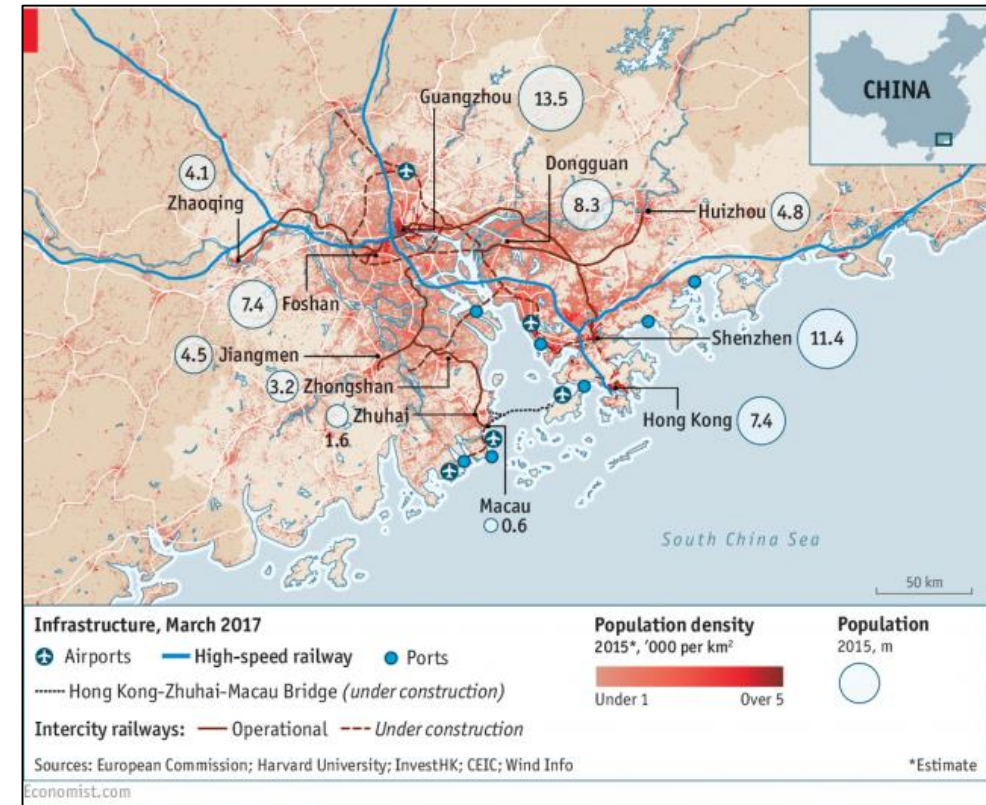 CHINA
Guangzhou 13.5
Dongguan
8.3
4.1
Zhaoqing
Huizhou 4.8
7.4 Foshan
Shenzhen 11.4
4.5 Jiangmen
3.2 Zhongshan
Zhuhai
1.6
Hong Kong 7.4
Macau
0.6
South China Sea
50 km
Infrastructure, March 2017
Airports High-speed railway Ports
Hong Kong-Zhuhai-Macau Bridge (under construction)
Intercity railways: Operational Under construction
Population density
2015*, '000 per km²
Under 1 Over 5
Population
2015, m
Sources: European Commission; Harvard University; InvestHK; CEIC; Wind Info
*Estimate
Economist.com